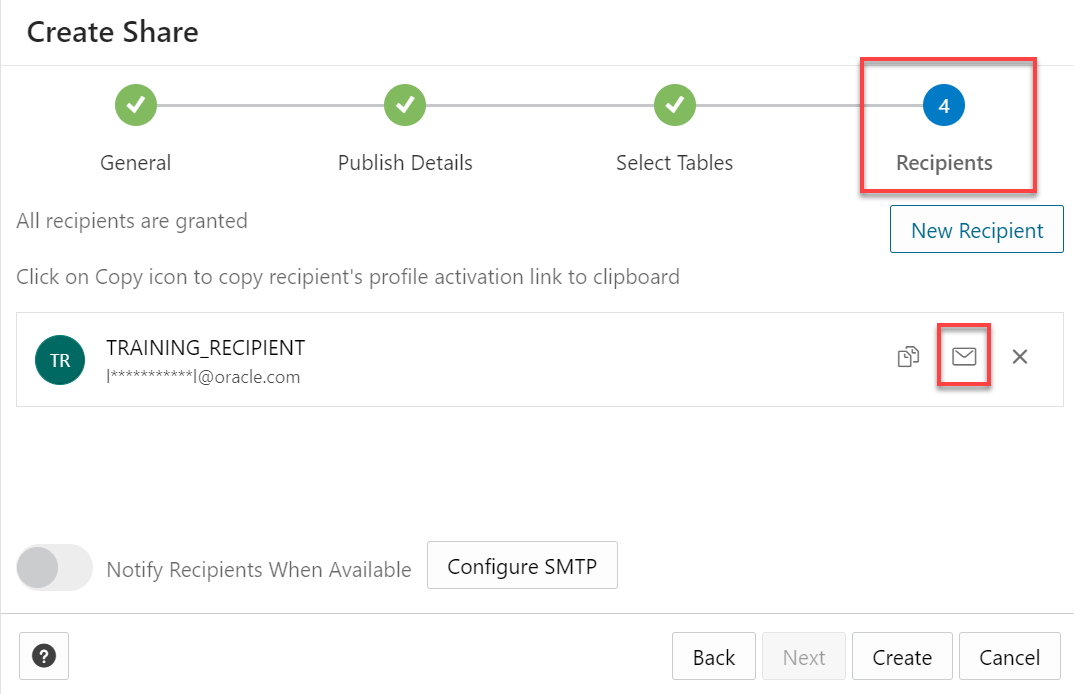 Create Share
4
General
Publish Details
Select Tables
Recipients
All recipients are granted
New Recipient
Click on Copy icon to copy recipient's profile activation link to clipboard
TR
TRAINING_RECIPIENT
l***********l@oracle.com
Notify Recipients When Available
Configure SMTP
?
Back
Next
Create
Cancel